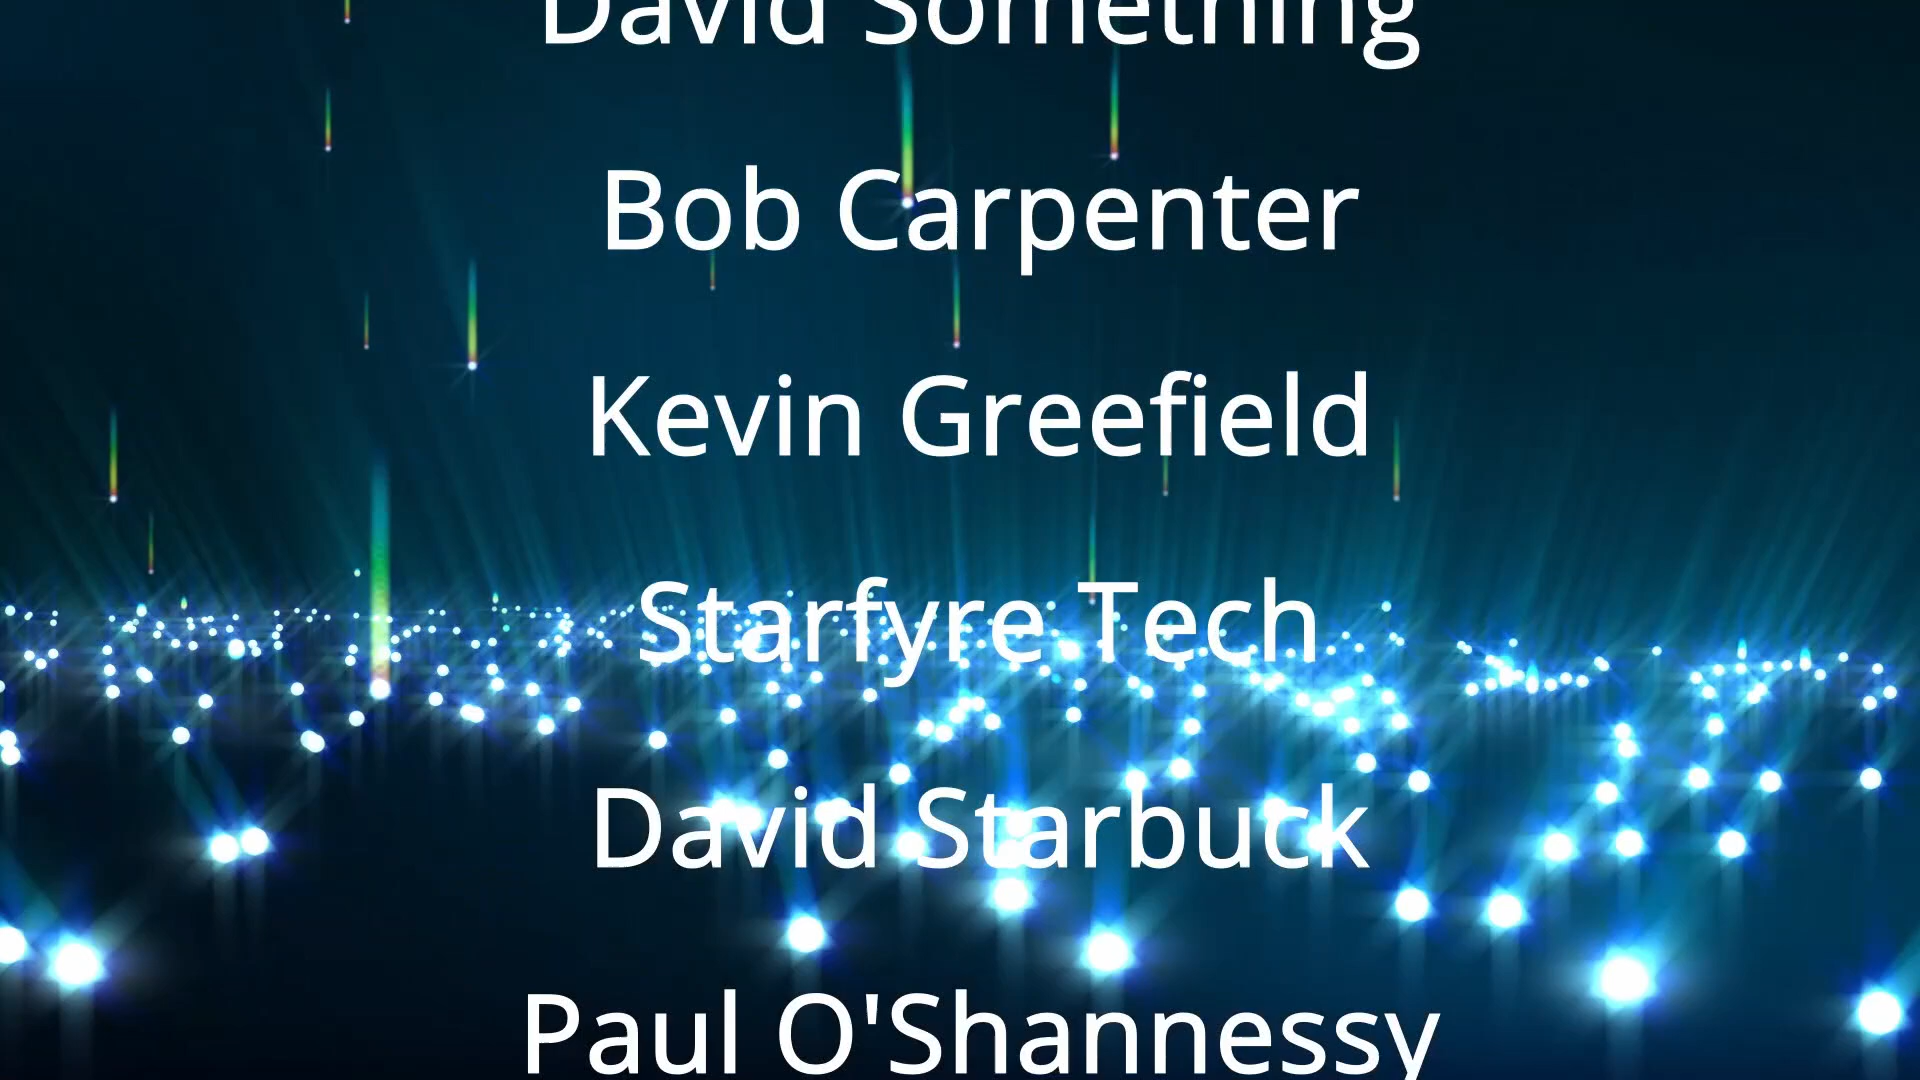 David Something
Bob Carpenter
Kevin Greefield
Starfyre Tech
David Starbuck
Paul O'Shannessy